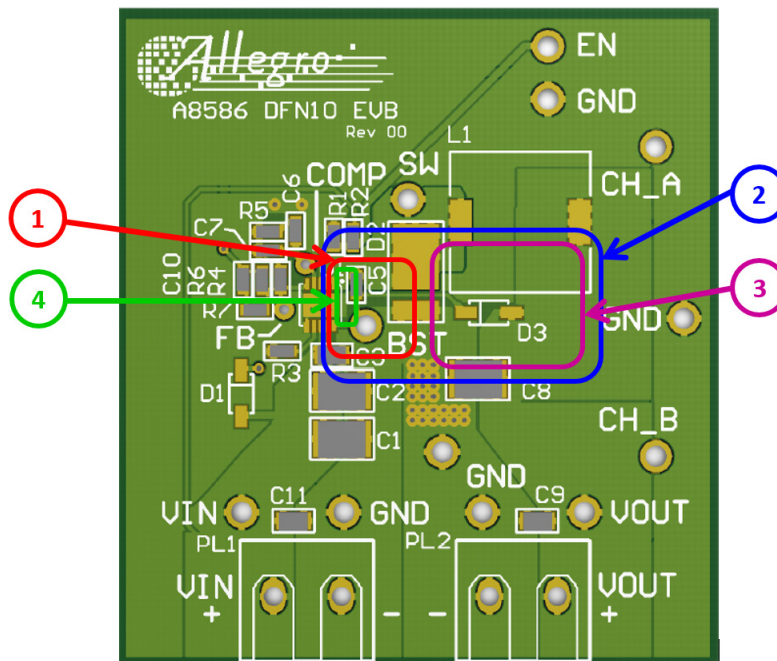 Allegro
A8586 DFN10 EVB
Rev 00
EN
GND
L1
COMP
SW
CH_A
C6
R1
R2
D2
R5
C7
1
2
C10
R6
R4
C5
3
4
R7
FB
BST
D3
GND
R3
C3
D1
C2
C8
C1
CH_B
GND
VIN
C11
GND
C9
VOUT
PL1
PL2
VIN
VOUT
+ - - +